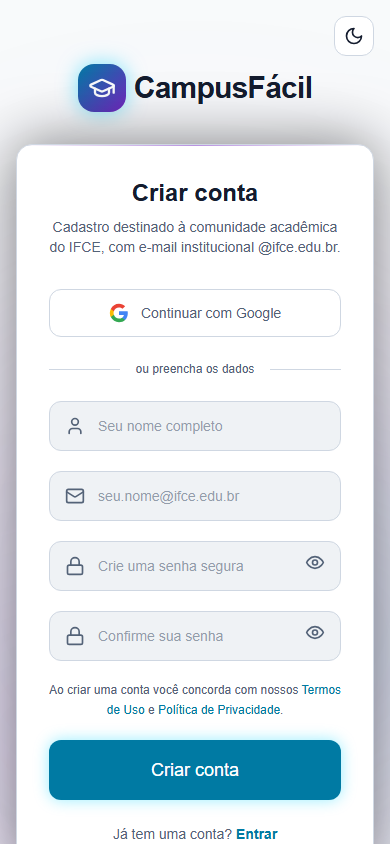 CampusFácil
Criar conta
Cadastro destinado à comunidade acadêmica
do IFCE, com e-mail institucional @ifce.edu.br.
Continuar com Google
ou preencha os dados
Seu nome completo
seu.nome@ifce.edu.br
Crie uma senha segura
Confirme sua senha
Ao criar uma conta você concorda com nossos Termos
de Uso e Política de Privacidade.
Criar conta
Já tem uma conta? Entrar